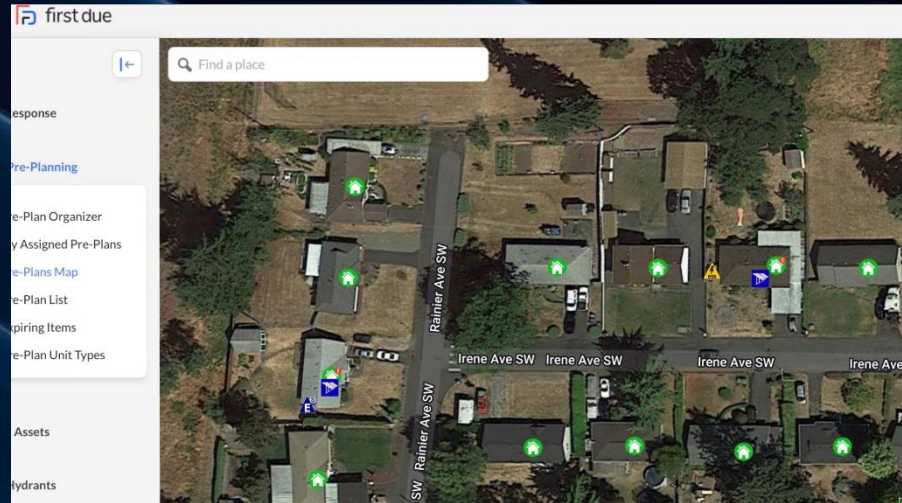 first due
Find a place
esponse
Pre-Planning
re-Plan Organizer
y Assigned Pre-Plans
re-Plans Map
re-Plan List
xpiring Items
re-Plan Unit Types
Assets
Hydrants
Rainier Ave SW
Irene Ave SW
Irene Ave SW
Irene Ave SW
Irene Ave
Rainier Ave SW
SW
E